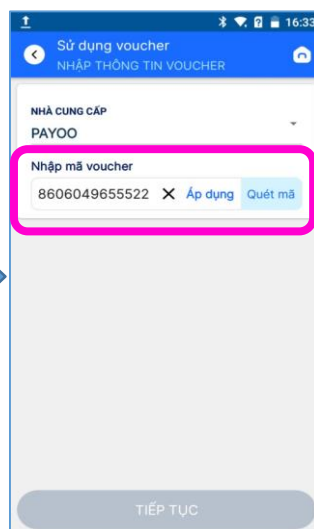 16:33
Sử dụng voucher
NHẬP THÔNG TIN VOUCHER
NHÀ CUNG CẤP
PAYOO
Nhập mã voucher
8606049655522 Áp dụng Quét mã
TIẾP TỤC